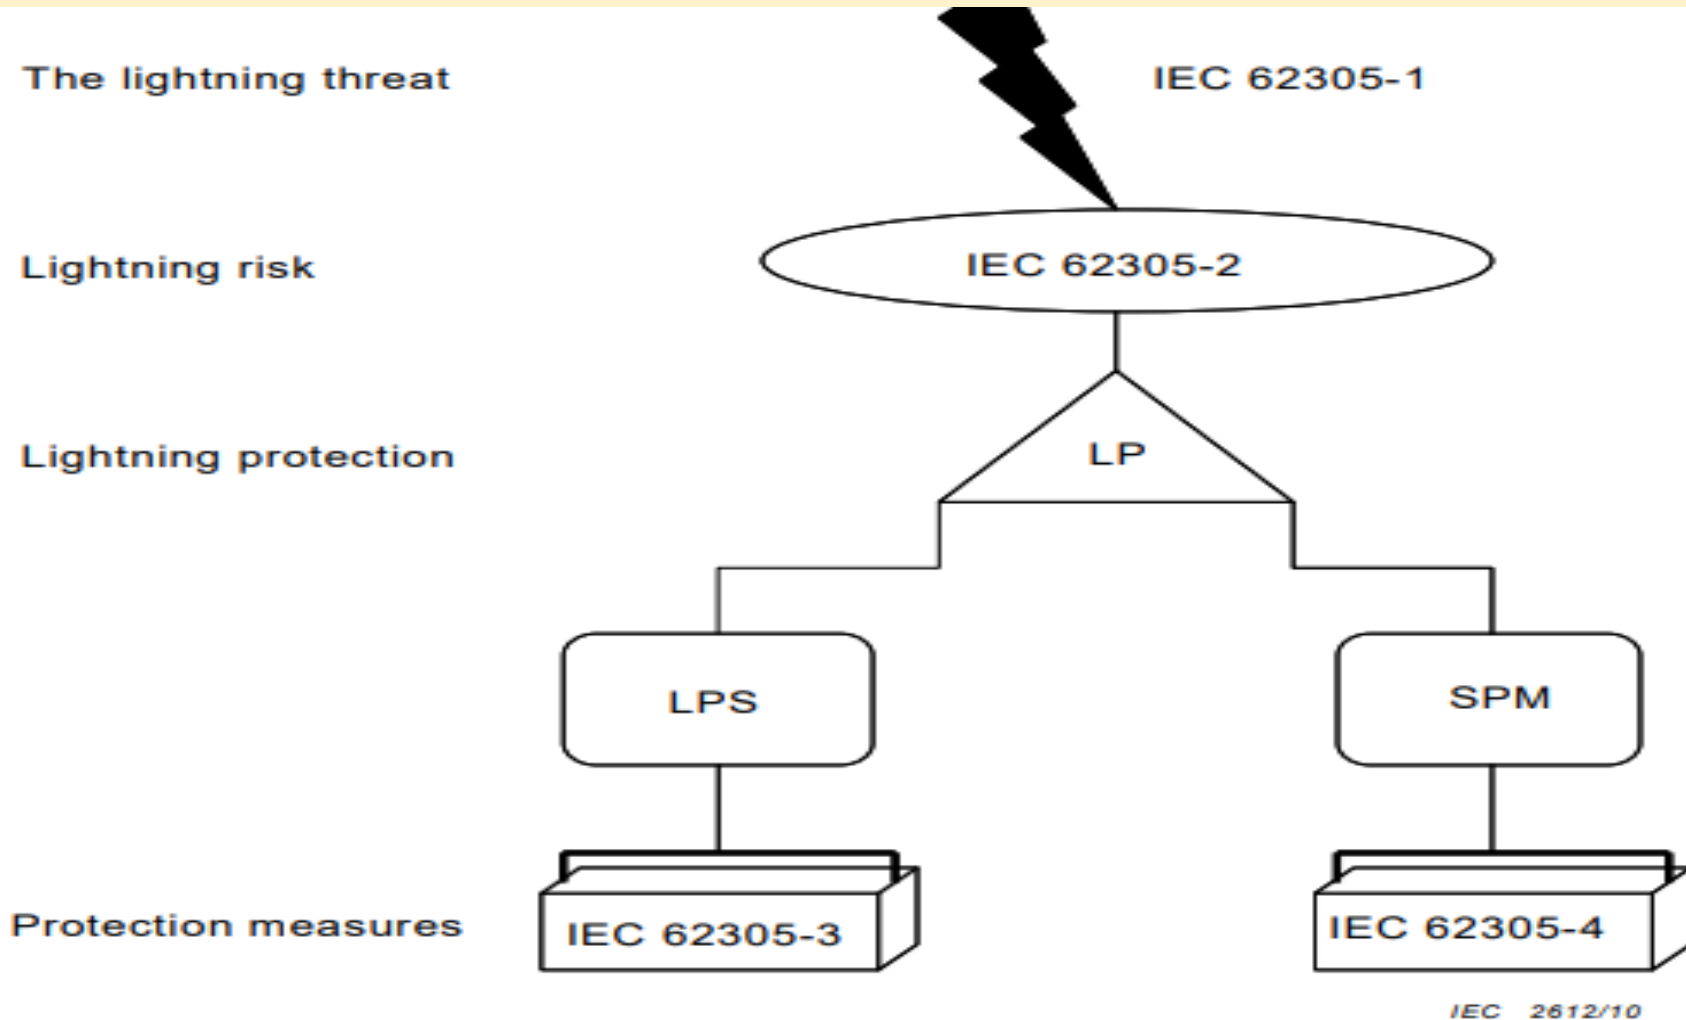 The lightning threat
IEC 62305-1
Lightning risk
IEC 62305-2
Lightning protection
LP
LPS
SPM
Protection measures
IEC 62305-3
IEC 62305-4
IEC 2612/10